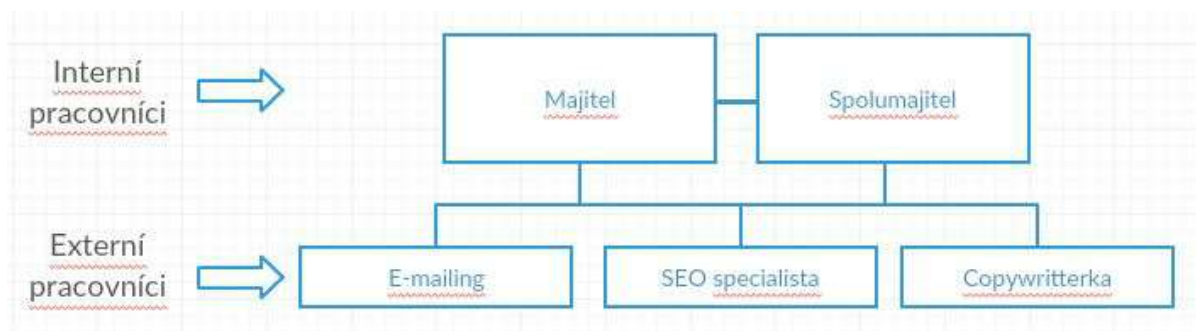 Interní
pracovníci
Majitel
Spolumajitel
Externí
pracovníci
E-mailing
SEO specialista
Copywritterka